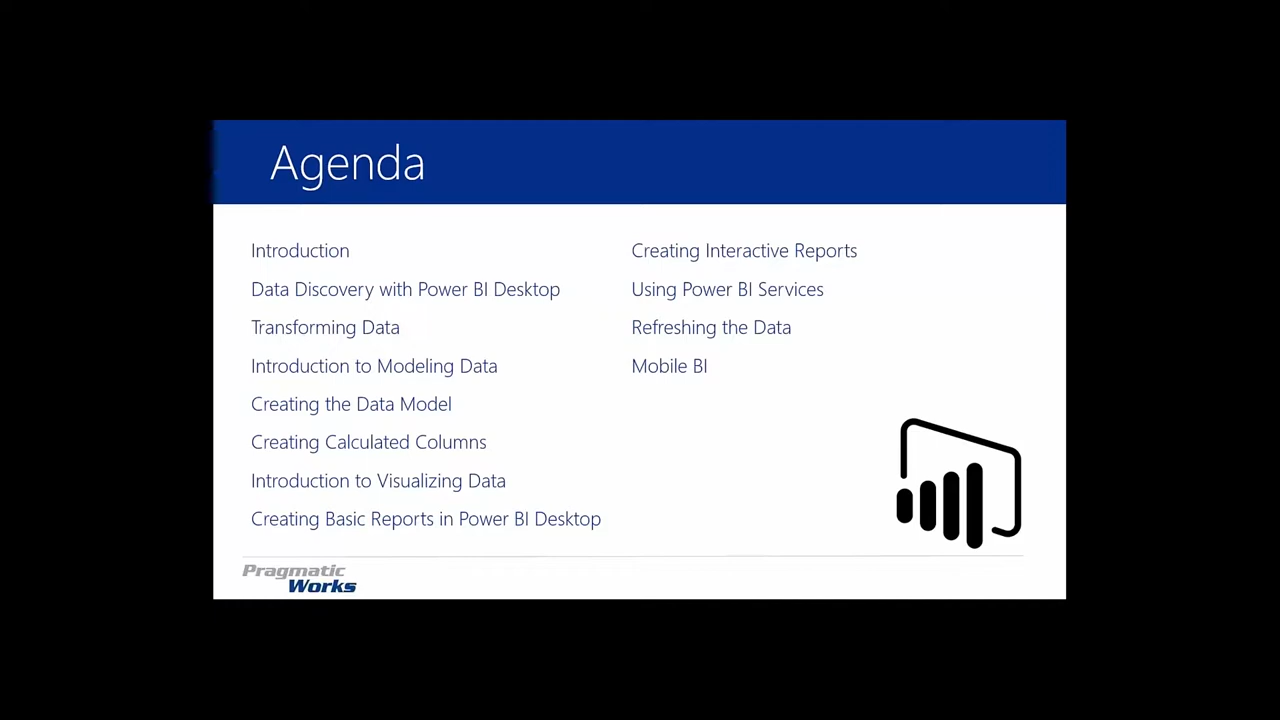 Agenda
Introduction
Data Discovery with Power BI Desktop
Transforming Data
Introduction to Modeling Data
Creating the Data Model
Creating Calculated Columns
Introduction to Visualizing Data
Creating Basic Reports in Power BI Desktop
Creating Interactive Reports
Using Power BI Services
Refreshing the Data
Mobile BI
Pragmatic
Works